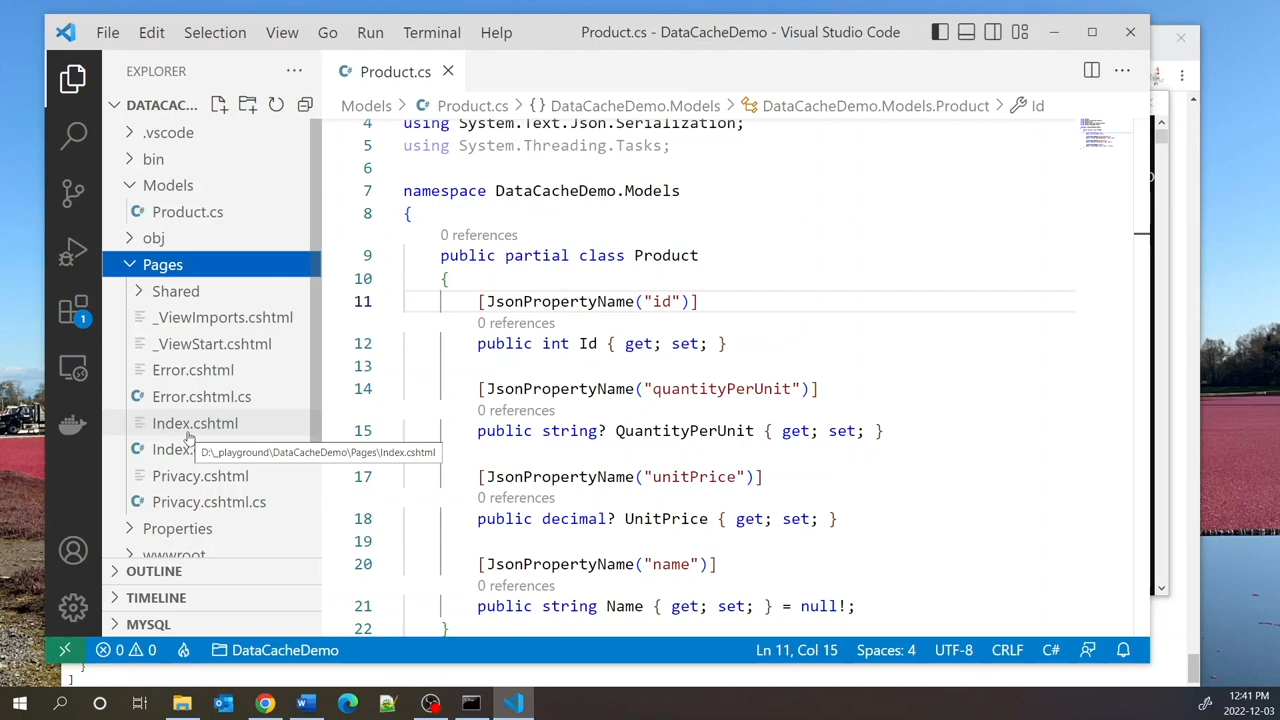 File Edit Selection View Go Run Terminal Help
Product.cs - DataCacheDemo - Visual Studio Code
EXPLORER
Product.cs
DATACAC...
Models > Product.cs > {} DataCacheDemo.Models > DataCacheDemo.Models.Product > Id
.vscode
bin
Models
Product.cs
obj
Pages
Shared
_ViewImports.cshtml
_ViewStart.cshtml
Error.cshtml
Error.cshtml.cs
Index.cshtml
Index.
D:\_playground\DataCacheDemo\Pages\Index.cshtml
Privacy.cshtml
Privacy.cshtml.cs
Properties
wwwroot
OUTLINE
TIMELINE
MYSQL
1
4 using System.Text.Json.Serialization;
5 using System.Threading.Tasks;
6
7 namespace DataCacheDemo.Models
8 {
0 references
9 public partial class Product
10 {
11 [JsonPropertyName("id")]
0 references
12 public int Id { get; set; }
13
14 [JsonPropertyName("quantityPerUnit")]
0 references
15 public string? QuantityPerUnit { get; set; }
16
17 [JsonPropertyName("unitPrice")]
0 references
18 public decimal? UnitPrice { get; set; }
19
20 [JsonPropertyName("name")]
0 references
21 public string Name { get; set; } = null!;
22 }
0 0 DataCacheDemo Ln 11, Col 15 Spaces: 4 UTF-8 CRLF C#
}
]
12:41 PM
2022-12-03